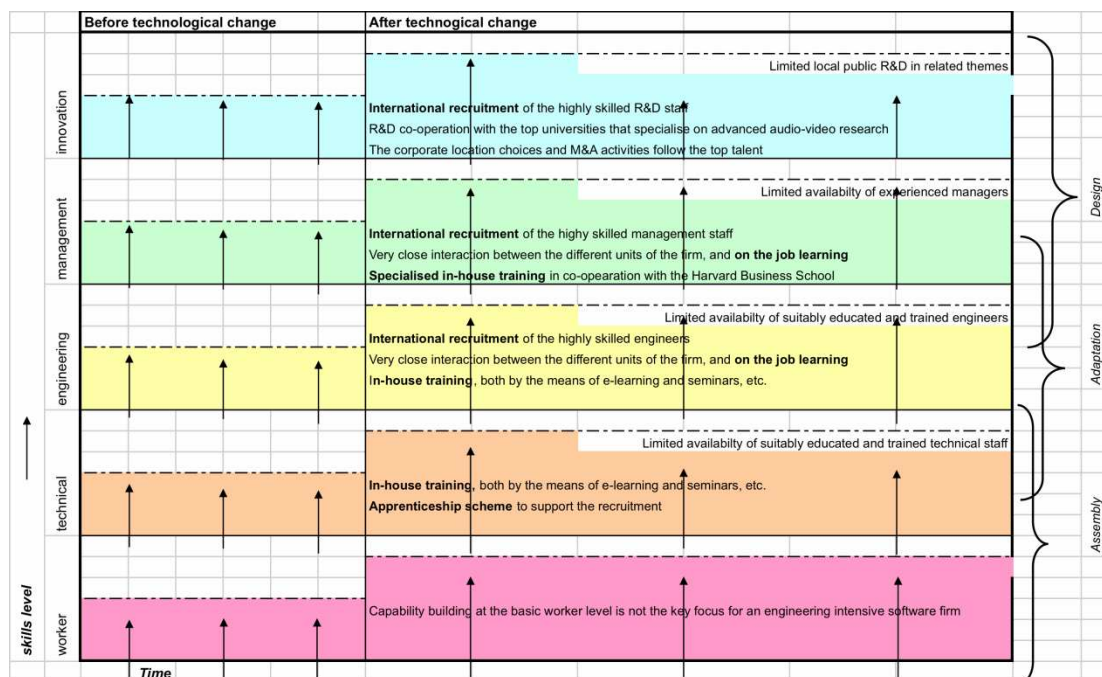 Before technological change
After technogical change
Limited local public R&D in related themes
International recruitment of the highly skilled R&D staff
R&D co-operation with the top universities that specialise on advanced audio-video research
The corporate location choices and M&A activities follow the top talent
innovation
Limited availabilty of experienced managers
International recruitment of the highy skilled management staff
Very close interaction between the different units of the firm, and on the job learning
Specialised in-house training in co-opearation with the Harvard Business School
management
Design
Limited availabilty of suitably educated and trained engineers
International recruitment of the highly skilled engineers
Very close interaction between the different units of the firm, and on the job learning
In-house training, both by the means of e-learning and seminars, etc.
engineering
Adaptation
Limited availability of suitably educated and trained technical staff
In-house training, both by the means of e-learning and seminars, etc.
Apprenticeship scheme to support the recruitment
technical
Assembly
Capability building at the basic worker level is not the key focus for an engineering intensive software firm
skills level
worker
Time